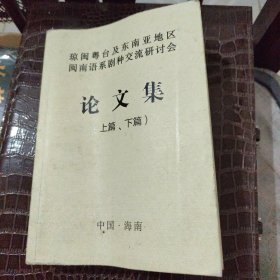 琼闽粤台及东南亚地区
闽南语系剧种交流研讨会
论文集
(上篇、下篇)
中国·海南